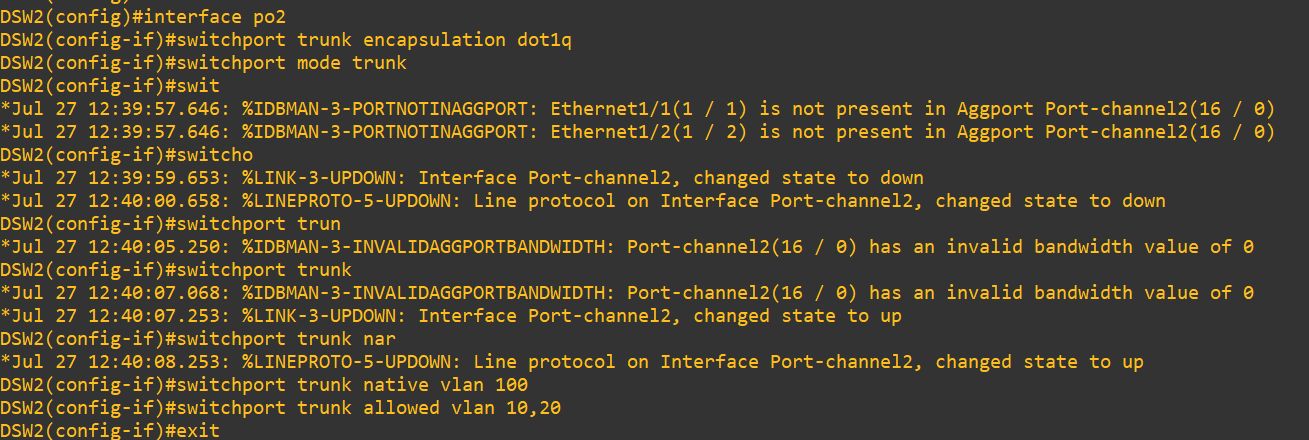 DSW2(config)#interface po2
DSW2(config-if)#switchport trunk encapsulation dot1q
DSW2(config-if)#switchport mode trunk
DSW2(config-if)#swit
*Jul 27 12:39:57.646: %IDBMAN-3-PORTNOTINAGGPORT: Ethernet1/1(1 / 1) is not present in Aggport Port-channel2(16 / 0)
*Jul 27 12:39:57.646: %IDBMAN-3-PORTNOTINAGGPORT: Ethernet1/2(1 / 2) is not present in Aggport Port-channel2(16 / 0)
DSW2(config-if)#switcho
*Jul 27 12:39:59.653: %LINK-3-UPDOWN: Interface Port-channel2, changed state to down
*Jul 27 12:40:00.658: %LINEPROTO-5-UPDOWN: Line protocol on Interface Port-channel2, changed state to down
DSW2(config-if)#switchport trun
*Jul 27 12:40:05.250: %IDBMAN-3-INVALIDAGGPORTBANDWIDTH: Port-channel2(16 / 0) has an invalid bandwidth value of 0
DSW2(config-if)#switchport trunk
*Jul 27 12:40:07.068: %IDBMAN-3-INVALIDAGGPORTBANDWIDTH: Port-channel2(16 / 0) has an invalid bandwidth value of 0
*Jul 27 12:40:07.253: %LINK-3-UPDOWN: Interface Port-channel2, changed state to up
DSW2(config-if)#switchport trunk nar
*Jul 27 12:40:08.253: %LINEPROTO-5-UPDOWN: Line protocol on Interface Port-channel2, changed state to up
DSW2(config-if)#switchport trunk native vlan 100
DSW2(config-if)#switchport trunk allowed vlan 10,20
DSW2(config-if)#exit